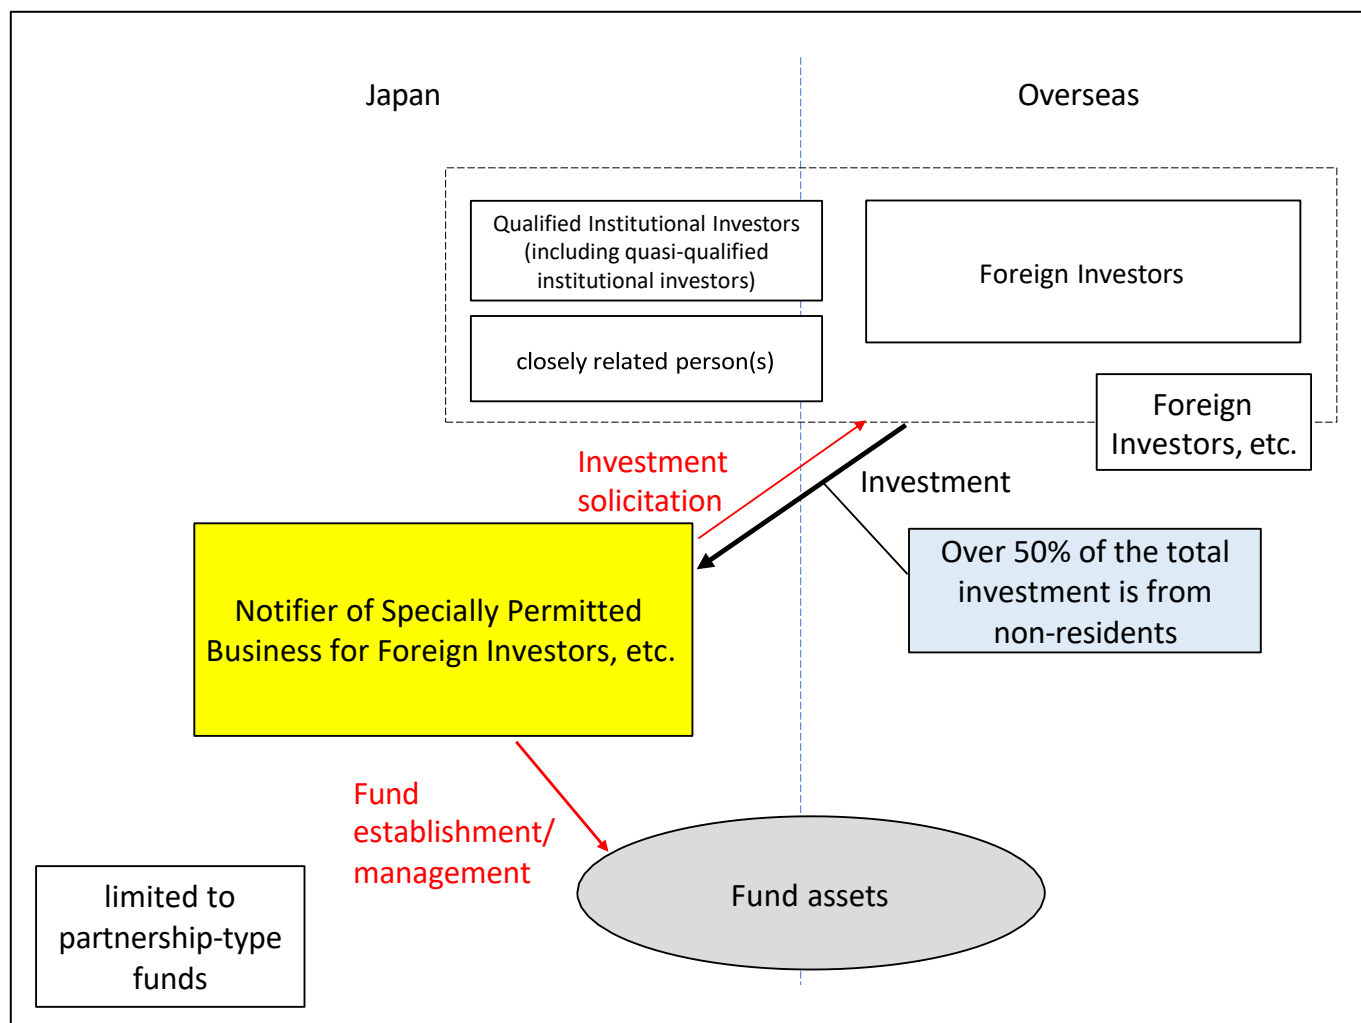 Japan
Overseas
Qualified Institutional Investors
(including quasi-qualified
institutional investors)
Foreign Investors
closely related person(s)
Foreign
Investors, etc.
Investment
solicitation
Investment
Over 50% of the total
investment is from
non-residents
Notifier of Specially Permitted
Business for Foreign Investors, etc.
Fund
establishment/
management
Fund assets
limited to
partnership-type
funds